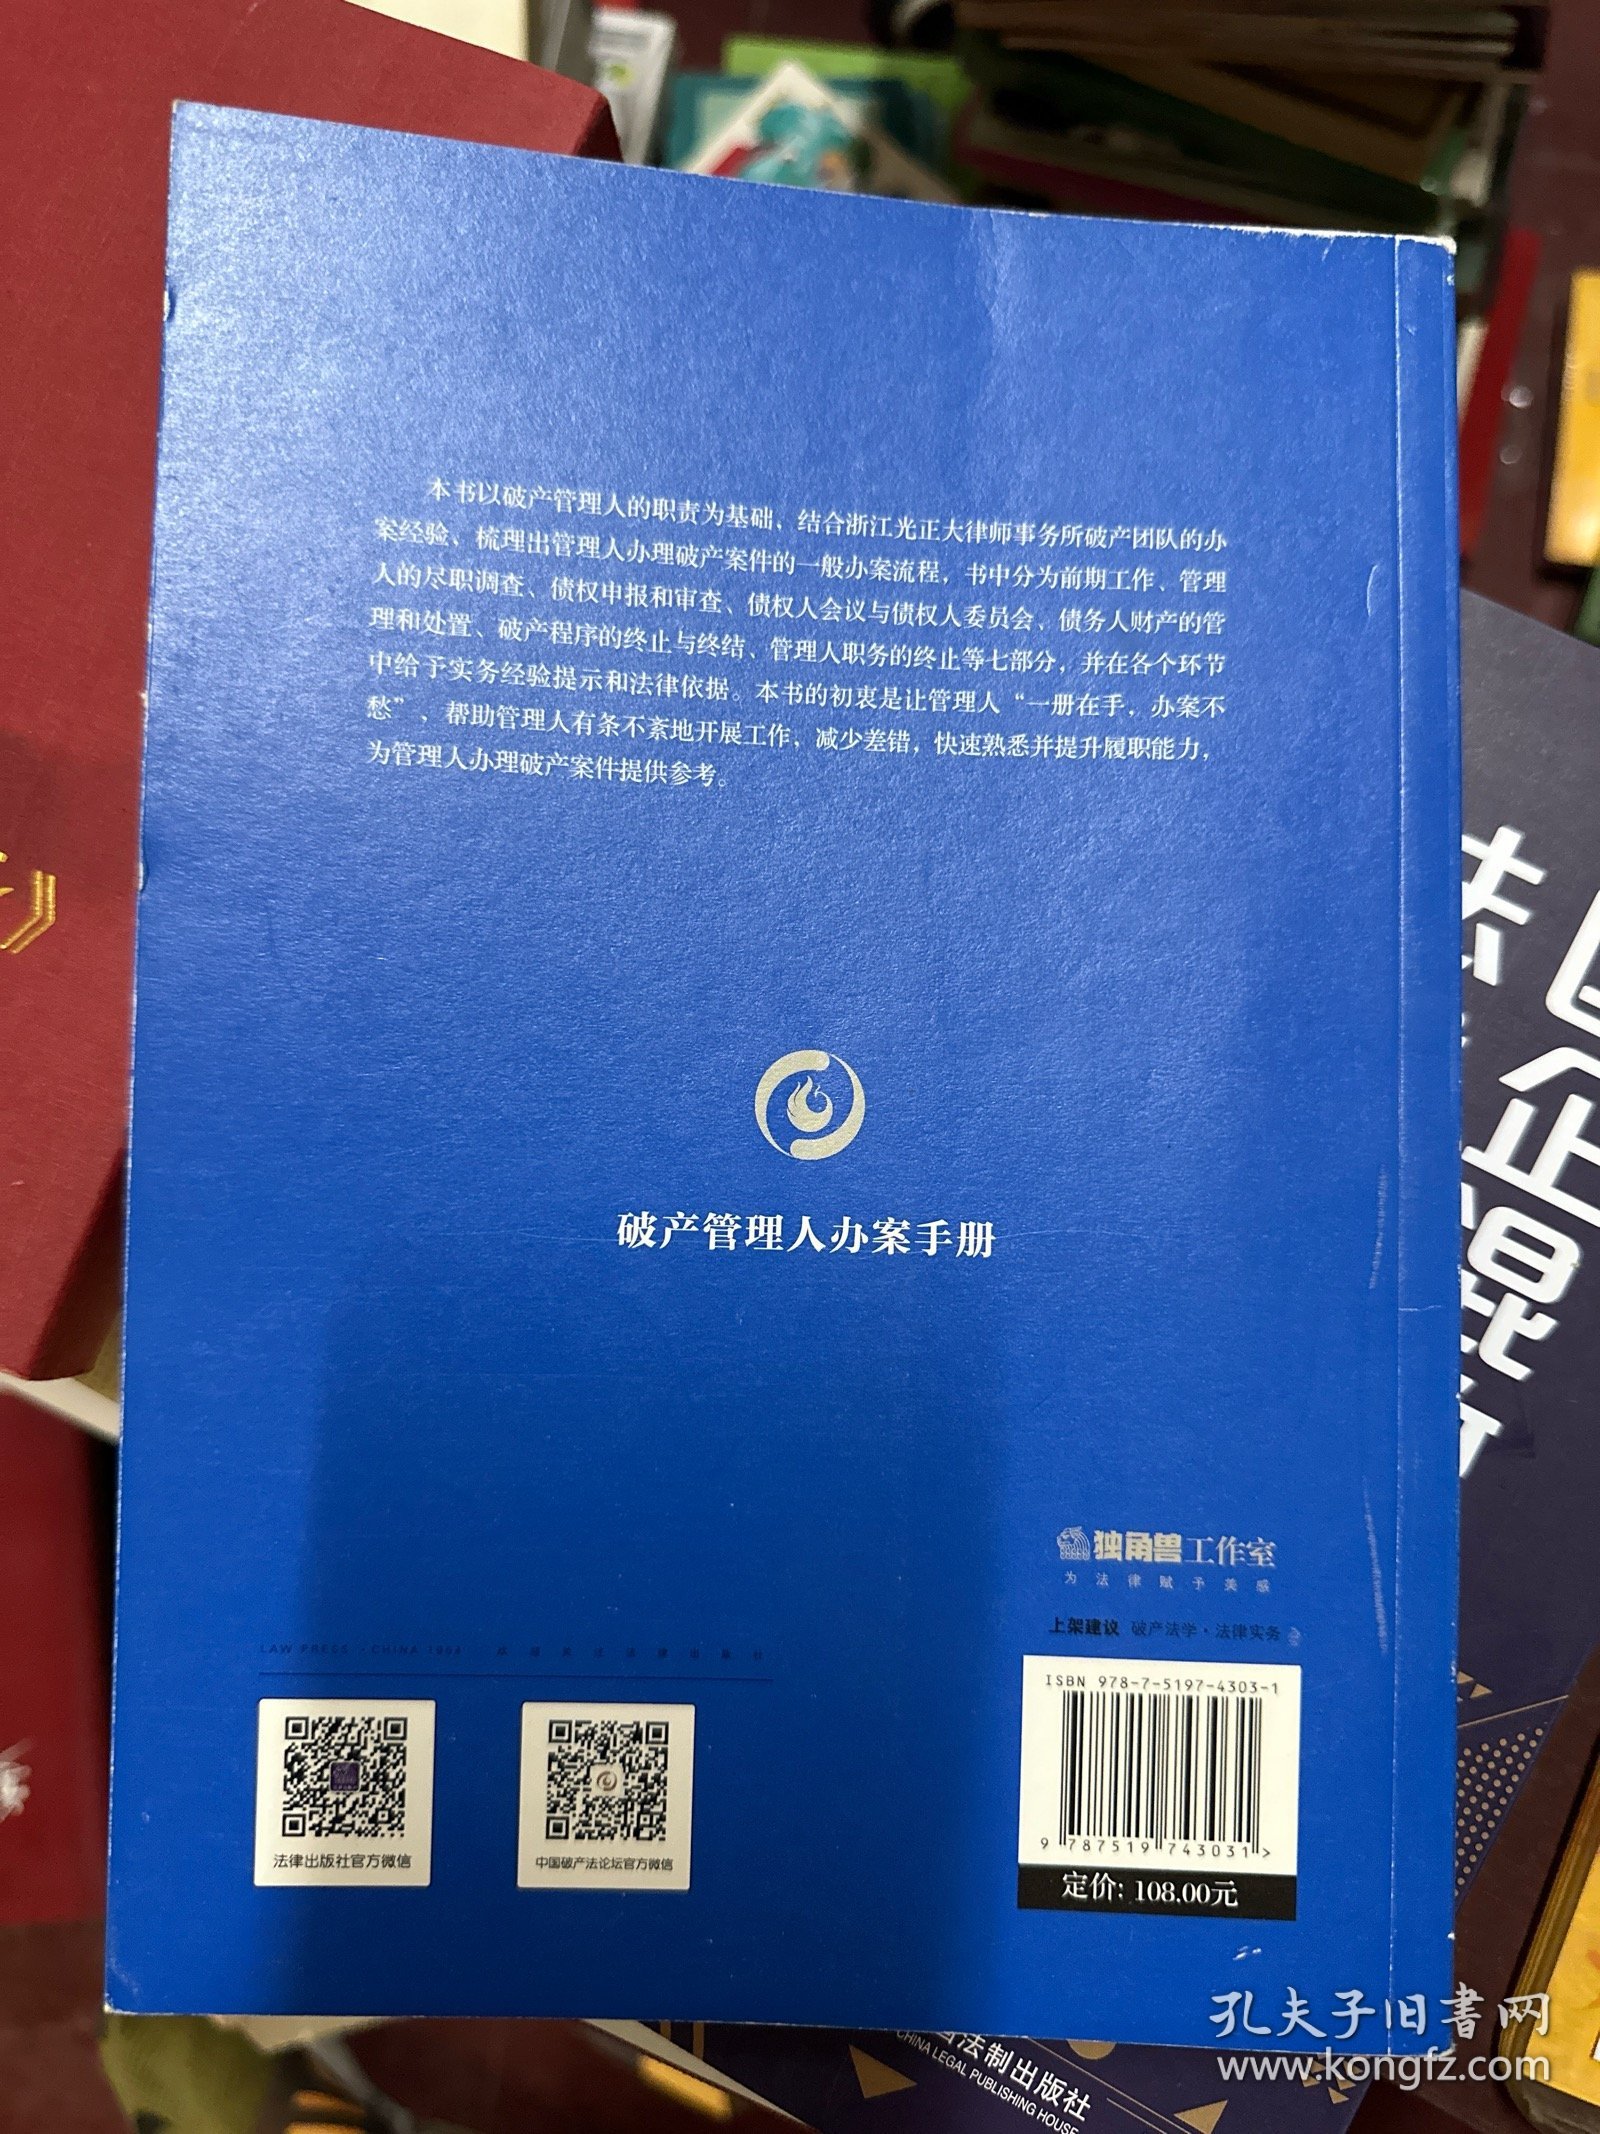 本书以破产管理人的职责为基础、结合浙江光正大律师事务所破产团队的办
案经验、梳理出管理人办理破产案件的一般办案流程，书中分为前期工作、管理
人的尽职调查、债权申报和审查、债权人会议与债权人委员会、债务人财产的管
理和处置、破产程序的终止与终结、管理人职务的终止等七部分，并在各个环节
中给予实务经验提示和法律依据。本书的初衷是让管理人“一册在手，办案不
愁”、帮助管理人有条不紊地开展工作，减少差错，快速熟悉并提升履职能力，
为管理人办理破产案件提供参考。
破产管理人办案手册
独角兽工作室
为法律赋予美感
上架建议 破产法学·法律实务
LAW PRESS·CHINA 1954 欢迎关注法律出版社
ISBN 978-7-5197-4303-1
9 787519 743031 >
定价: 108.00元
法律出版社官方微信
中国破产法论坛官方微信
法
混
法制出版社
CHINA LEGAL PUBLISHING HOUSE
孔夫子旧书网
www.kongfz.com